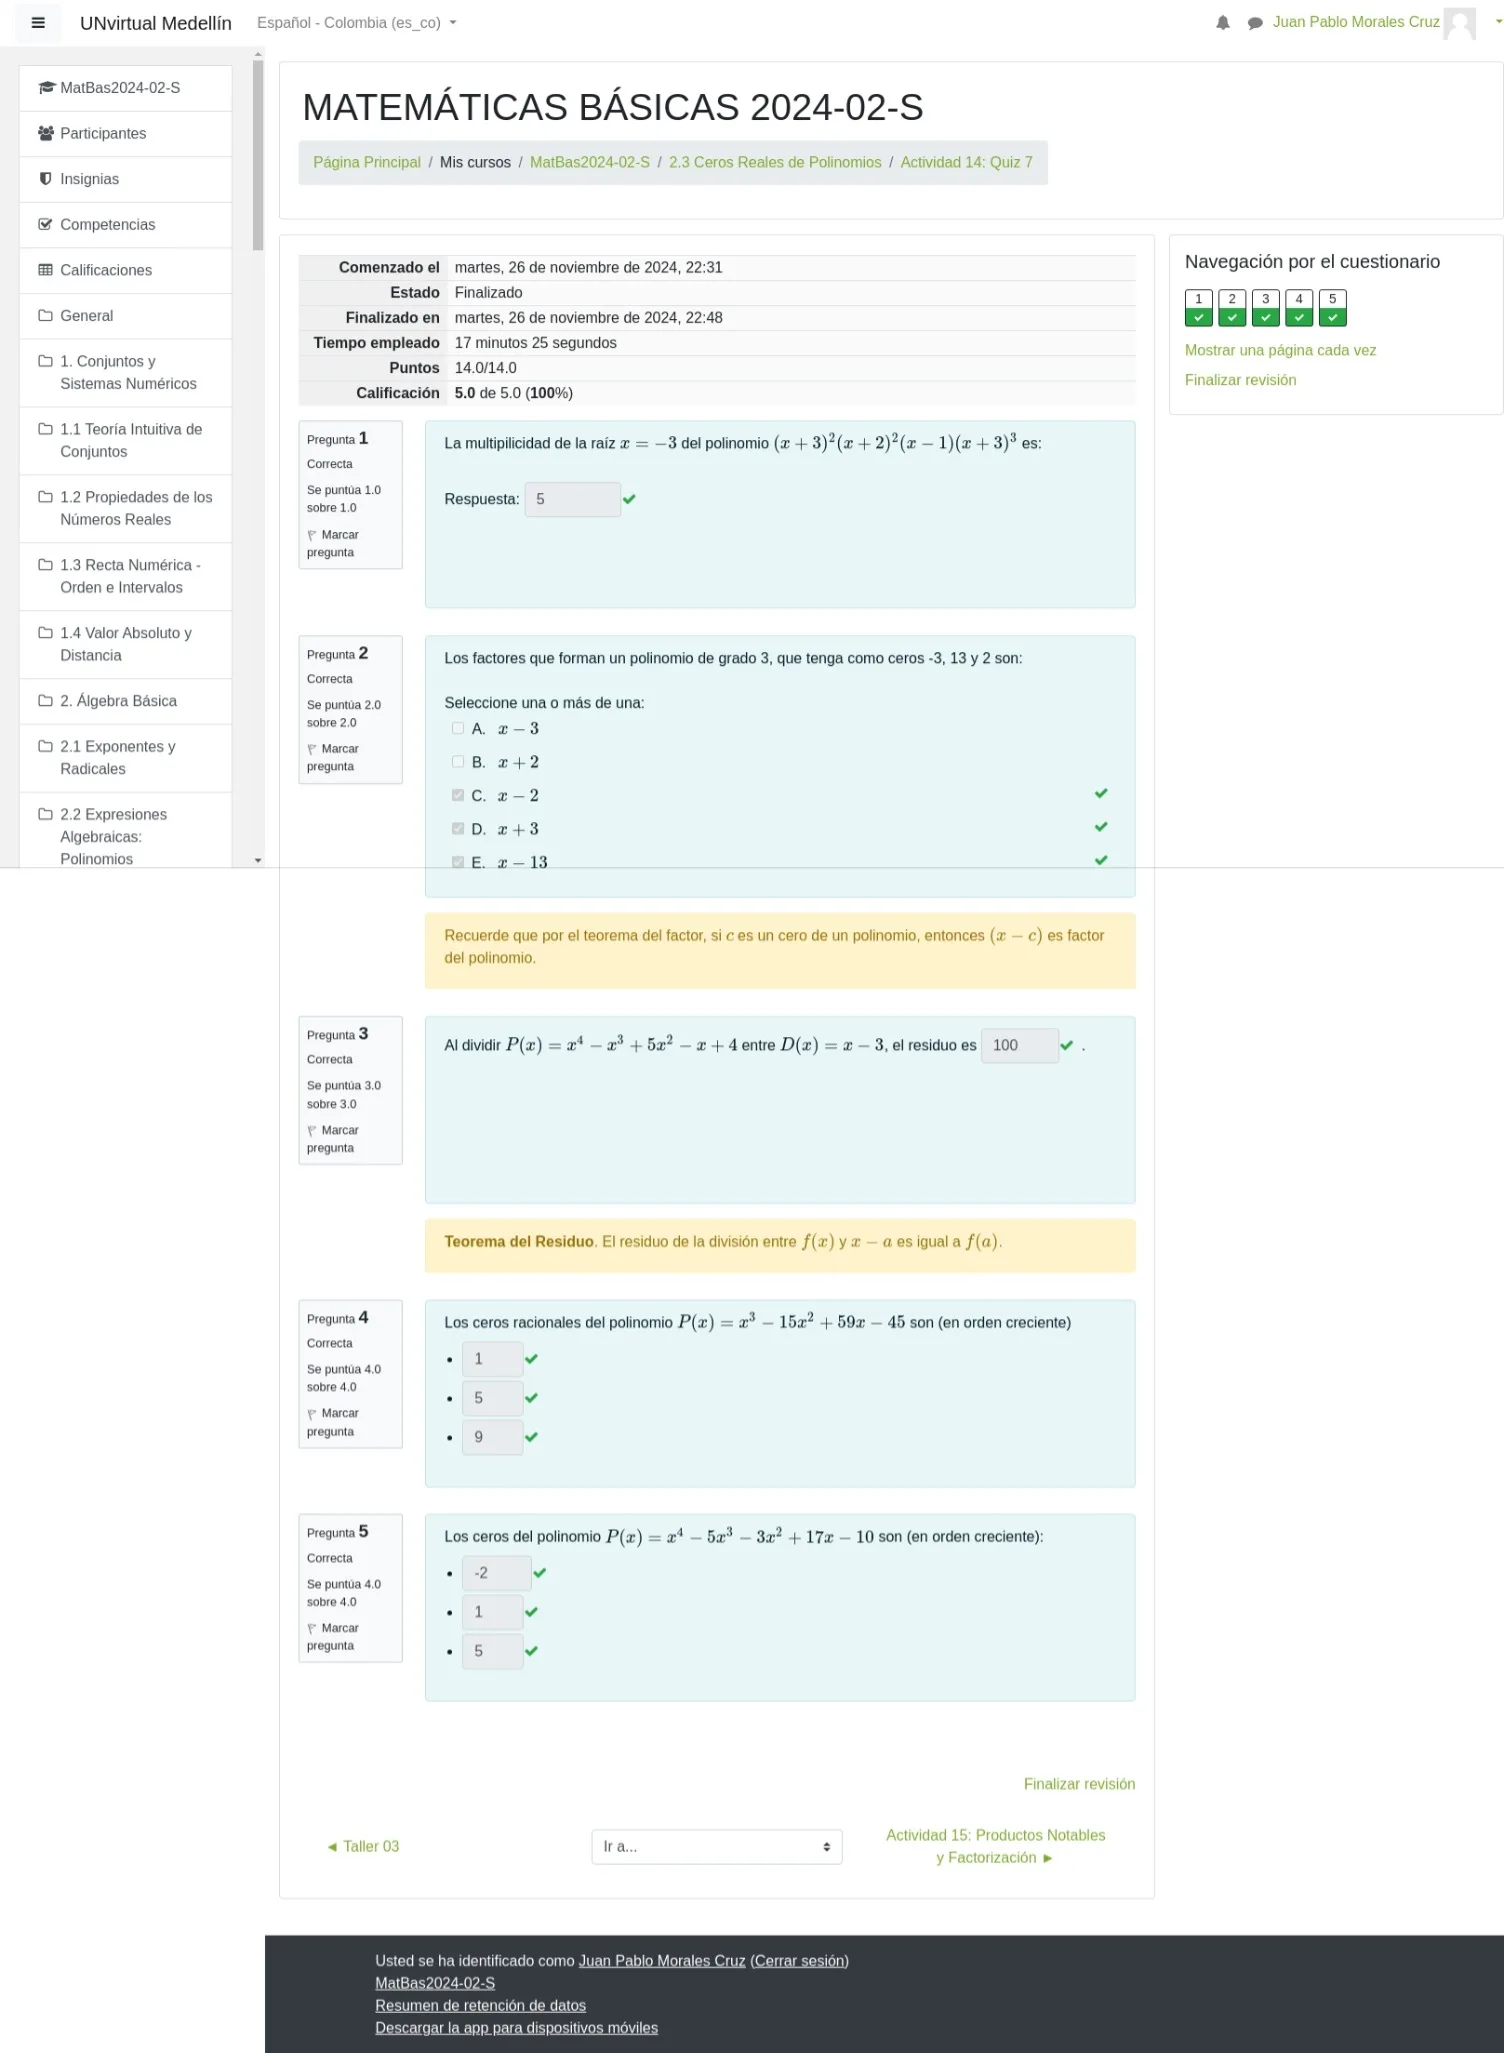 UNvirtual Medellín Español - Colombia (es_co) Juan Pablo Morales Cruz
MatBas2024-02-S
Participantes
Insignias
Competencias
Calificaciones
General
1. Conjuntos y
Sistemas Numéricos
1.1 Teoría Intuitiva de
Conjuntos
1.2 Propiedades de los
Números Reales
1.3 Recta Numérica -
Orden e Intervalos
1.4 Valor Absoluto y
Distancia
2. Álgebra Básica
2.1 Exponentes y
Radicales
2.2 Expresiones
Algebraicas:
Polinomios
MATEMÁTICAS BÁSICAS 2024-02-S
Página Principal / Mis cursos / MatBas2024-02-S / 2.3 Ceros Reales de Polinomios / Actividad 14: Quiz 7
Comenzado el martes, 26 de noviembre de 2024, 22:31
Estado Finalizado
Finalizado en martes, 26 de noviembre de 2024, 22:48
Tiempo empleado 17 minutos 25 segundos
Puntos 14.0/14.0
Calificación 5.0 de 5.0 (100%)
Navegación por el cuestionario
1 2 3 4 5
Mostrar una página cada vez
Finalizar revisión
Pregunta 1
Correcta
Se puntúa 1.0
sobre 1.0
Marcar
pregunta
La multipilicidad de la raíz x = −3 del polinomio (x + 3)²(x + 2)²(x − 1)(x + 3)³ es:
Respuesta: 5
Pregunta 2
Correcta
Se puntúa 2.0
sobre 2.0
Marcar
pregunta
Los factores que forman un polinomio de grado 3, que tenga como ceros -3, 13 y 2 son:
Seleccione una o más de una:
A. x − 3
B. x + 2
C. x − 2
D. x + 3
E. x − 13
Recuerde que por el teorema del factor, si c es un cero de un polinomio, entonces (x − c) es factor
del polinomio.
Pregunta 3
Correcta
Se puntúa 3.0
sobre 3.0
Marcar
pregunta
Al dividir P(x) = x⁴ − x³ + 5x² − x + 4 entre D(x) = x − 3, el residuo es 100 .
Teorema del Residuo. El residuo de la división entre f(x) y x − a es igual a f(a).
Pregunta 4
Correcta
Se puntúa 4.0
sobre 4.0
Marcar
pregunta
Los ceros racionales del polinomio P(x) = x³ − 15x² + 59x − 45 son (en orden creciente)
• 1
• 5
• 9
Pregunta 5
Correcta
Se puntúa 4.0
sobre 4.0
Marcar
pregunta
Los ceros del polinomio P(x) = x⁴ − 5x³ − 3x² + 17x − 10 son (en orden creciente):
• -2
• 1
• 5
Finalizar revisión
◄ Taller 03
Ir a...
Actividad 15: Productos Notables
y Factorización ►
Usted se ha identificado como Juan Pablo Morales Cruz (Cerrar sesión)
MatBas2024-02-S
Resumen de retención de datos
Descargar la app para dispositivos móviles